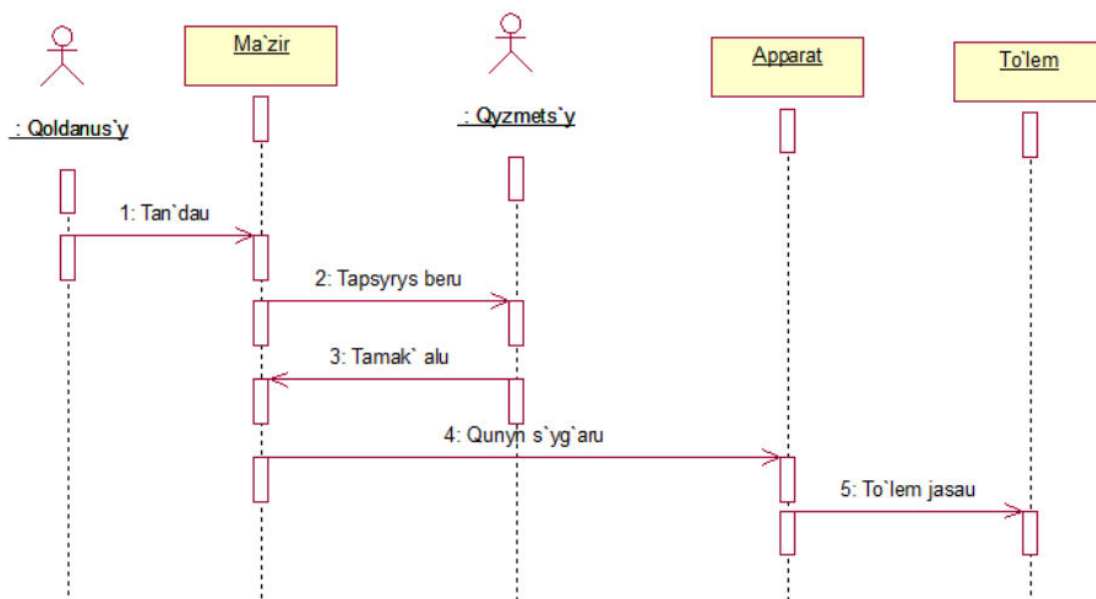 Ma`zir
Apparat
To`lem
: Qoldanus`y
: Qyzmets`y
1: Tan`dau
2: Tapsyrys beru
3: Tamak` alu
4: Qunyn s`yg`aru
5: To`lem jasau